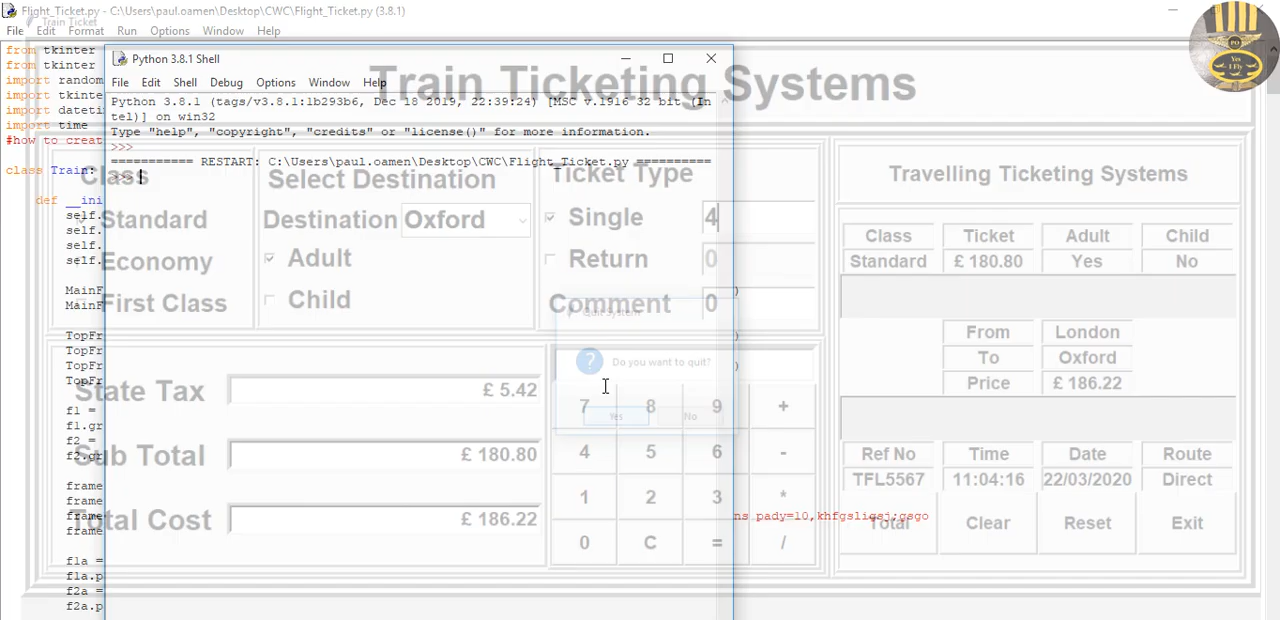 Flight_Ticket.py - C:\Users\paul.oamen\Desktop\CWC\Flight_Ticket.py (3.8.1)
Train Ticket
File Edit Format Run Options Window Help
from tkinter
from tkinter
import random
import tkinte
import datetim
import time
#how to creat
class Train:
def __ini
self.
self.
self.
self.
MainF
MainF
TopFr
TopFr
TopFr
TopFr
f1 =
f1.gr
f2 =
f2.gr
frame
frame
frame
frame
f1a =
f1a.p
f2a =
f2a.p
ns pady=10,khfgsliqsj;gsgo
Python 3.8.1 Shell
File Edit Shell Debug Options Window Help
Python 3.8.1 (tags/v3.8.1:1b293b6, Dec 18 2019, 21:39:24) [MSC v.1916 32 bit (In
tel)] on win32
Type "help", "copyright", "credits" or "license()" for more information.
>>>
=========== RESTART: C:\Users\paul.oamen\Desktop\CWC\Flight_Ticket.py ==========
>>>
Train Ticketing Systems
Class
Standard
Economy
First Class
Select Destination
Destination Oxford
Adult
Child
Ticket Type
Single 4
Return 0
Comment 0
State Tax £ 5.42
Sub Total £ 180.80
Total Cost £ 186.22
Quit System
Do you want to quit?
Yes No
7 8 9 +
4 5 6 -
1 2 3 *
0 C = /
Travelling Ticketing Systems
Class Ticket Adult Child
Standard £ 180.80 Yes No
From London
To Oxford
Price £ 186.22
Ref No Time Date Route
TFL5567 11:04:16 22/03/2020 Direct
Total Clear Reset Exit
PO
Yes
I Fly